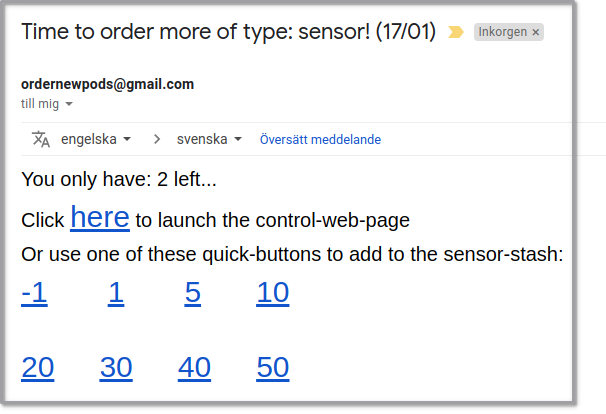 Time to order more of type: sensor! (17/01) Inkorgen ×
ordernewpods@gmail.com
till mig
engelska > svenska Översätt meddelande
You only have: 2 left...
Click here to launch the control-web-page
Or use one of these quick-buttons to add to the sensor-stash:
-1 1 5 10
20 30 40 50